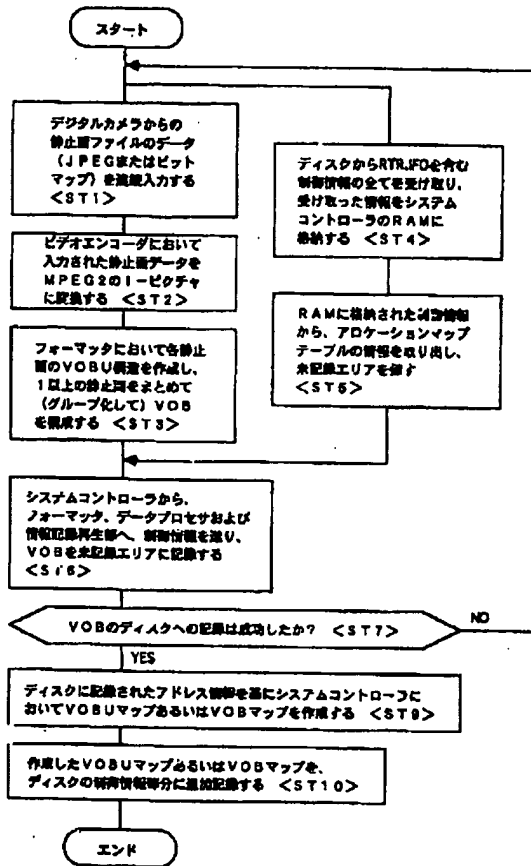 スタート
デジタルカメラからの
静止画ファイルのデータ
(JPEGまたはビット
マップ)を連続入力する
<ST1>
ビデオエンコーダにおいて
入力された静止画データを
MPEG2のI-ピクチャ
に変換する <ST2>
フォーマッタにおいて各静止
画のVOBU構造を作成し、
1以上の静止画をまとめて
(グループ化して)VOB
を構成する <ST3>
ディスクからRTR.IFOを含む
制御情報の全てを受け取り、
受け取った情報をシステム
コントローラのRAMに
格納する <ST4>
RAMに格納された制御情報
から、アロケーションマップ
テーブルの情報を取り出し、
未記録エリアを探す
<ST5>
システムコントローラから、
フォーマッタ、データプロセサおよび
情報記録再生部へ、制御情報を送り、
VOBを未記録エリアに記録する
<ST6>
VOBのディスクへの記録は成功したか? <ST7>
NO
YES
ディスクに記録されたアドレス情報を基にシステムコントローラに
おいてVOBUマップあるいはVOBマップを作成する <ST9>
作成したVOBUマップあるいはVOBマップを、
ディスクの制御情報部分に追加記録する <ST10>
エンド